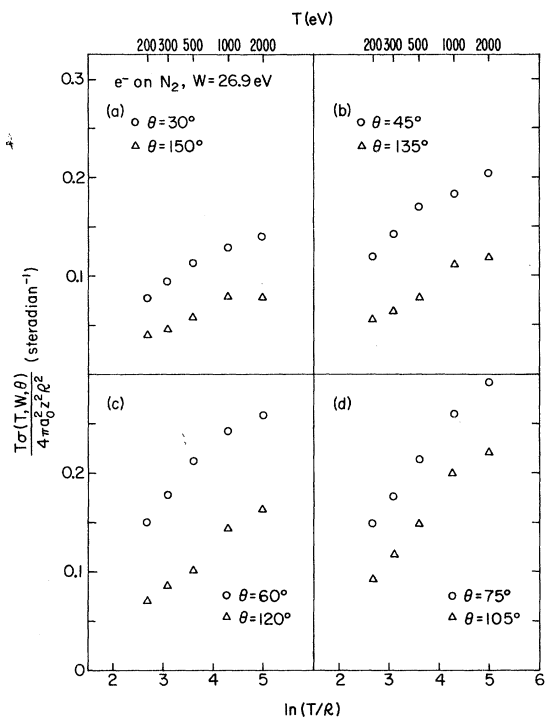 T(eV)
200 300 500 1000 2000 200 300 500 1000 2000
0.3
e⁻ on N₂, W=26.9 eV
(a)
○ θ=30°
△ θ=150°
(b)
○ θ=45°
△ θ=135°
0.2
0.1
Tσ(T,W,θ) / 4πa₀²z²R² (steradian⁻¹)
(c)
(d)
0.2
0.1
○ θ=60°
△ θ=120°
○ θ=75°
△ θ=105°
0
2 3 4 5 2 3 4 5 6
ln(T/R)